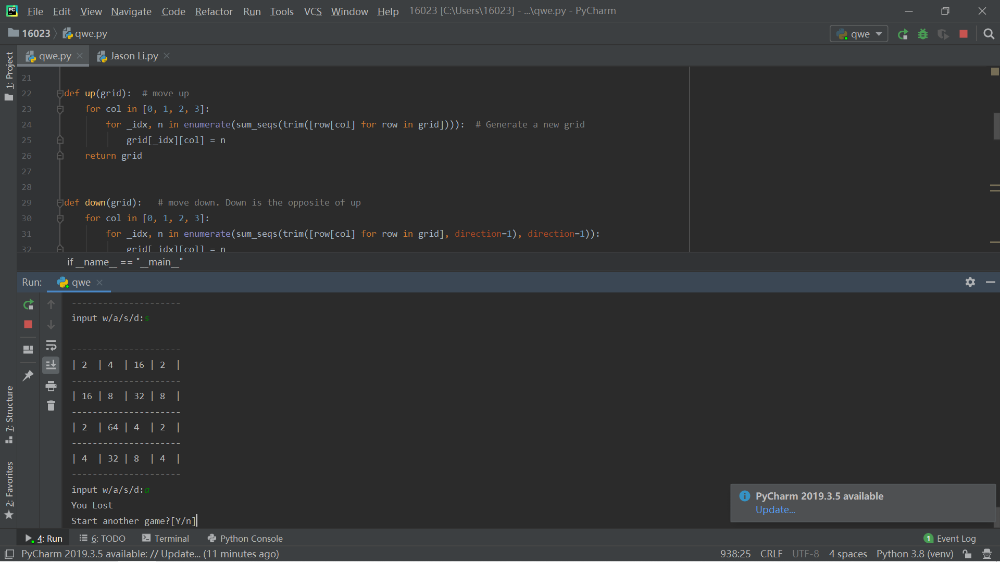 File Edit View Navigate Code Refactor Run Tools VCS Window Help 16023 [C:\Users\16023] - ...\qwe.py - PyCharm
16023 qwe.py qwe
qwe.py Jason Li.py
1: Project
21
22 def up(grid):  # move up
23     for col in [0, 1, 2, 3]:
24         for _idx, n in enumerate(sum_seqs(trim([row[col] for row in grid]))):  # Generate a new grid
25             grid[_idx][col] = n
26     return grid
27
28
29 def down(grid):   # move down. Down is the opposite of up
30     for col in [0, 1, 2, 3]:
31         for _idx, n in enumerate(sum_seqs(trim([row[col] for row in grid], direction=1), direction=1)):
32             grid[_idx][col] = n
if __name__ == "__main__"
Run: qwe
---------------------
input w/a/s/d:s
---------------------
| 2  | 4  | 16 | 2  |
---------------------
| 16 | 8  | 32 | 8  |
---------------------
| 2  | 64 | 4  | 2  |
---------------------
| 4  | 32 | 8  | 4  |
---------------------
input w/a/s/d:a
You Lost
Start another game?[Y/n]
7: Structure
2: Favorites
PyCharm 2019.3.5 available
Update...
4: Run 6: TODO Terminal Python Console 1 Event Log
PyCharm 2019.3.5 available: // Update... (11 minutes ago) 938:25 CRLF UTF-8 4 spaces Python 3.8 (venv)